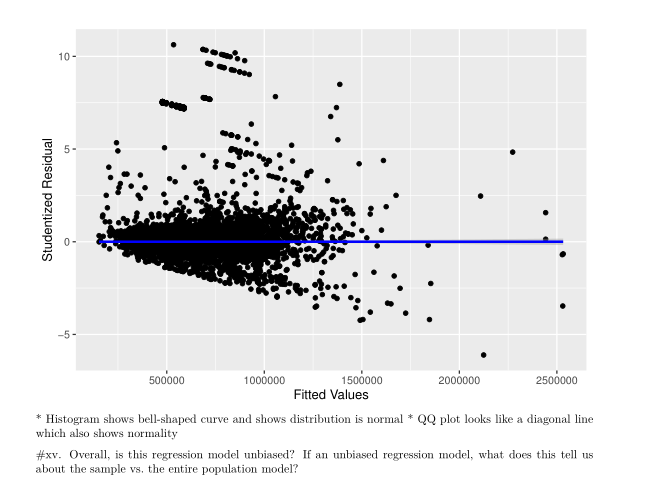 10
5
0
−5
Studentized Residual
500000 1000000 1500000 2000000 2500000
Fitted Values
* Histogram shows bell-shaped curve and shows distribution is normal * QQ plot looks like a diagonal line
which also shows normality
#xv. Overall, is this regression model unbiased? If an unbiased regression model, what does this tell us
about the sample vs. the entire population model?